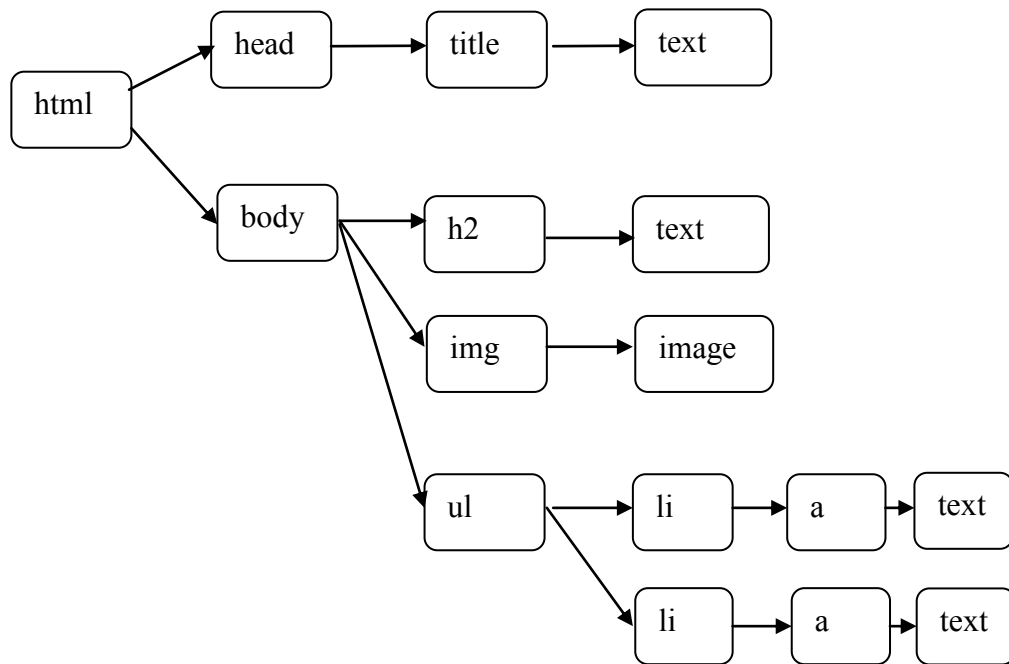 head
title
text
html
body
h2
text
img
image
ul
li
a
text
li
a
text